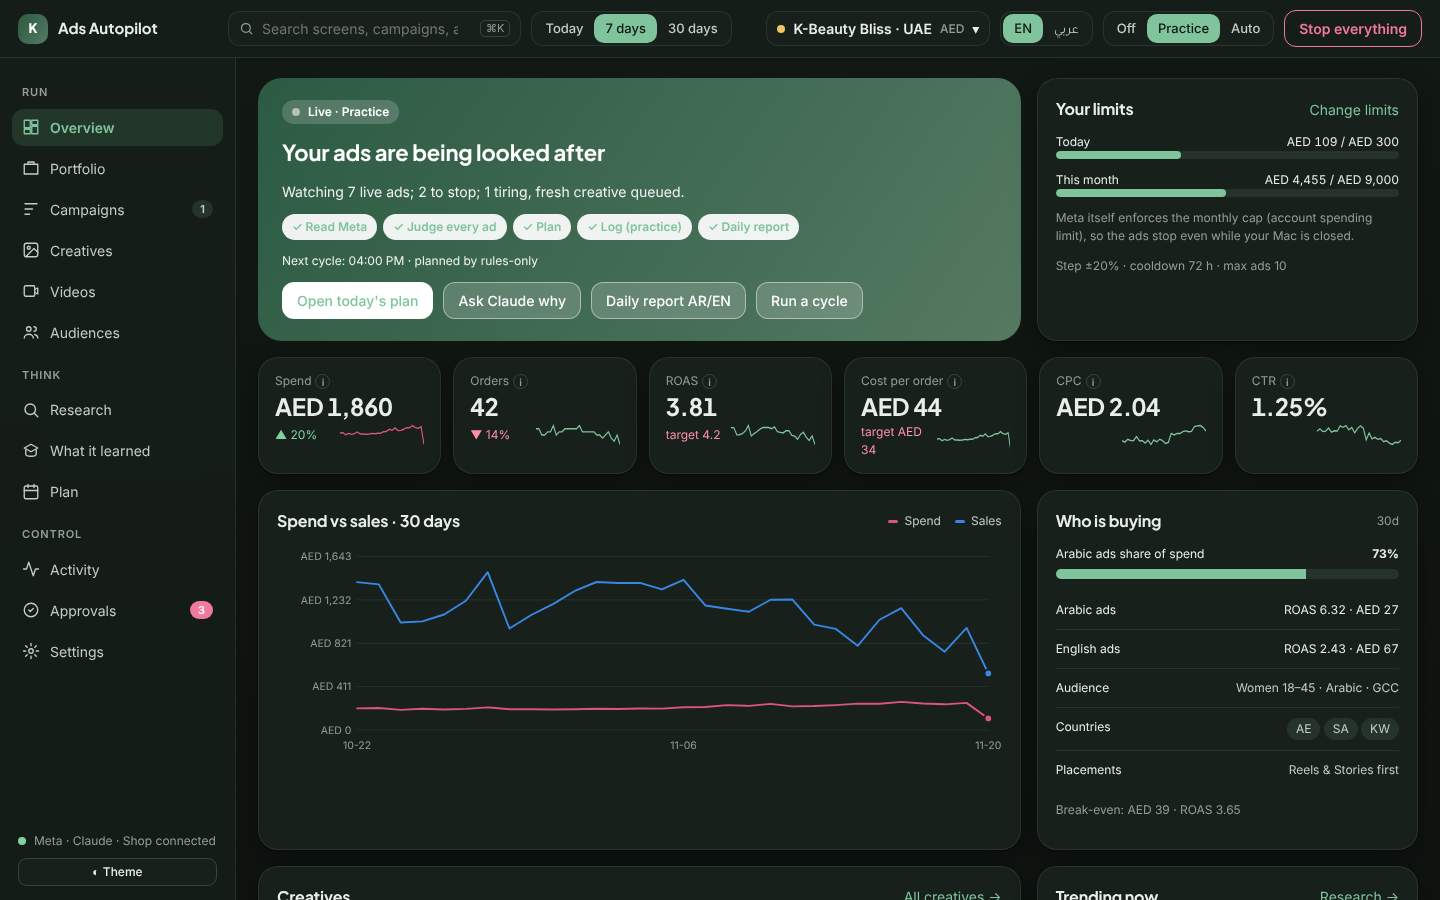 K Ads Autopilot
Search screens, campaigns, a
⌘K
Today 7 days 30 days
K-Beauty Bliss · UAE AED ▾
EN عربي
Off Practice Auto
Stop everything
RUN
Overview
Portfolio
Campaigns 1
Creatives
Videos
Audiences
THINK
Research
What it learned
Plan
CONTROL
Activity
Approvals 3
Settings
Meta · Claude · Shop connected
Theme
Live · Practice
Your ads are being looked after
Watching 7 live ads; 2 to stop; 1 tiring, fresh creative queued.
✓ Read Meta ✓ Judge every ad ✓ Plan ✓ Log (practice) ✓ Daily report
Next cycle: 04:00 PM · planned by rules-only
Open today's plan Ask Claude why Daily report AR/EN Run a cycle
Your limits Change limits
Today AED 109 / AED 300
This month AED 4,455 / AED 9,000
Meta itself enforces the monthly cap (account spending
limit), so the ads stop even while your Mac is closed.
Step ±20% · cooldown 72 h · max ads 10
Spend i
AED 1,860
▲ 20%
Orders i
42
▼ 14%
ROAS i
3.81
target 4.2
Cost per order i
AED 44
target AED
34
CPC i
AED 2.04
CTR i
1.25%
Spend vs sales · 30 days
Spend Sales
AED 1,643
AED 1,232
AED 821
AED 411
AED 0
10-22 11-06 11-20
Who is buying 30d
Arabic ads share of spend 73%
Arabic ads ROAS 6.32 · AED 27
English ads ROAS 2.43 · AED 67
Audience Women 18–45 · Arabic · GCC
Countries AE SA KW
Placements Reels & Stories first
Break-even: AED 39 · ROAS 3.65
Creatives All creatives →
Trending now Research →